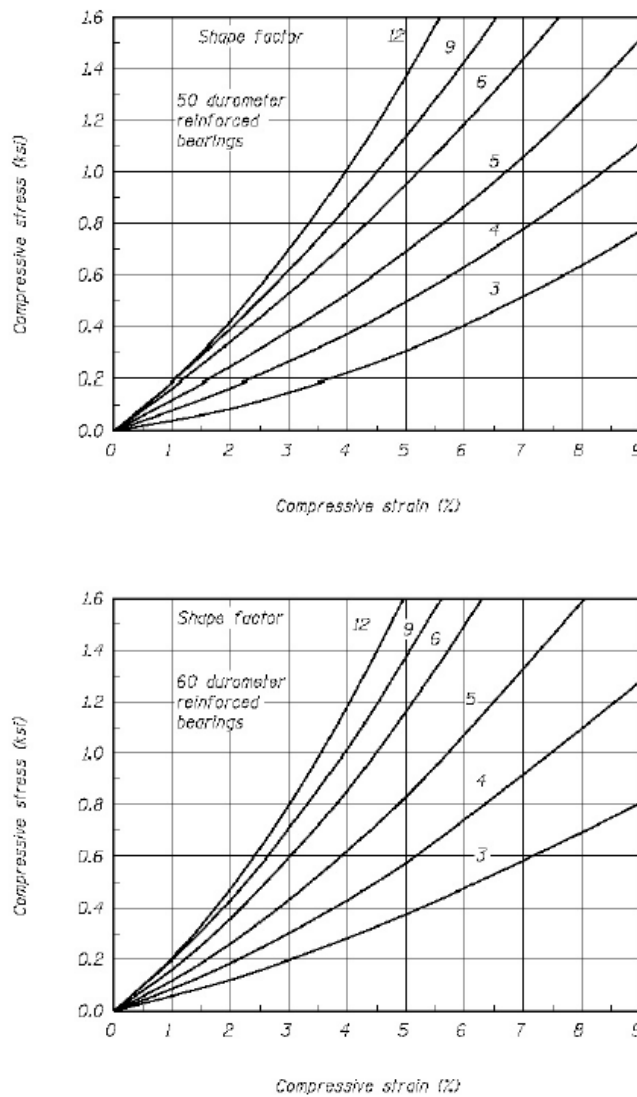 1.6
Shape factor
12
9
6
1.4
50 durometer
reinforced
bearings
1.2
5
1.0
4
0.8
3
0.6
0.4
0.2
0.0
0 1 2 3 4 5 6 7 8 9
Compressive stress (ksi)
Compressive strain (%)
1.6
Shape factor
12
9
6
1.4
60 durometer
reinforced
bearings
1.2
5
1.0
4
0.8
0.6
3
0.4
0.2
0.0
0 1 2 3 4 5 6 7 8 9
Compressive stress (ksi)
Compressive strain (%)